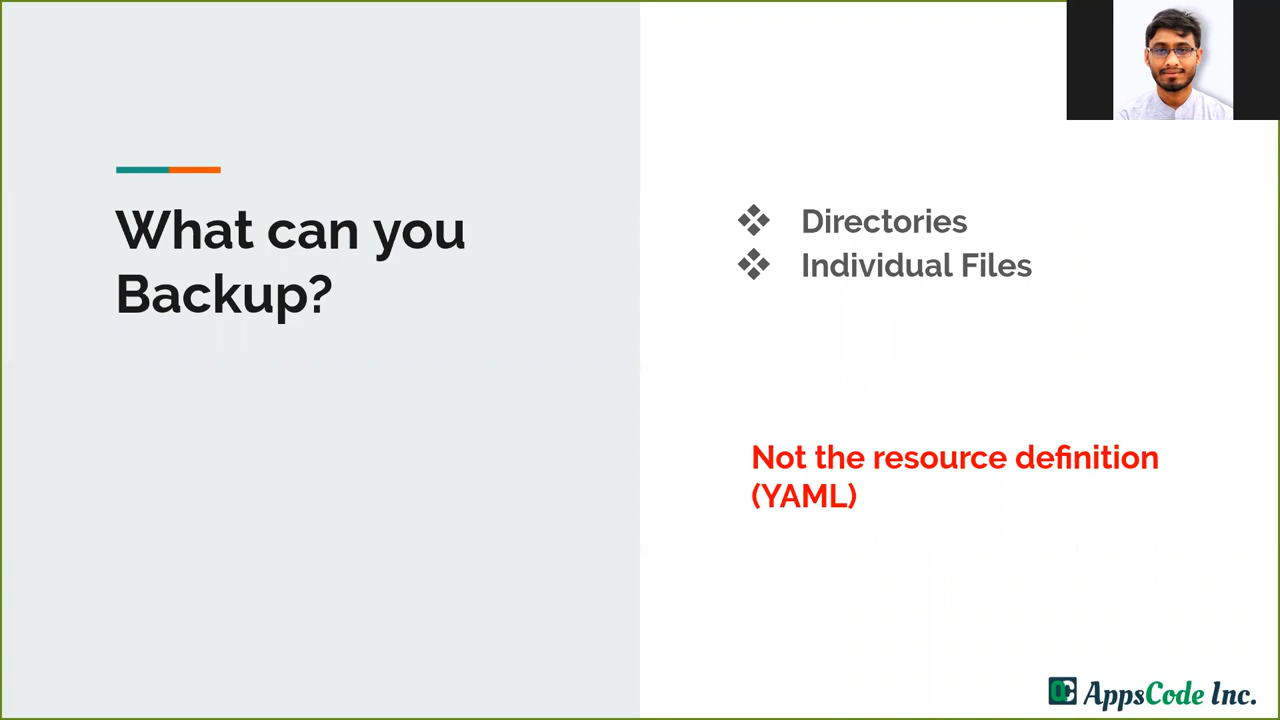 What can you
Backup?
Directories
Individual Files
Not the resource definition
(YAML)
AppsCode Inc.